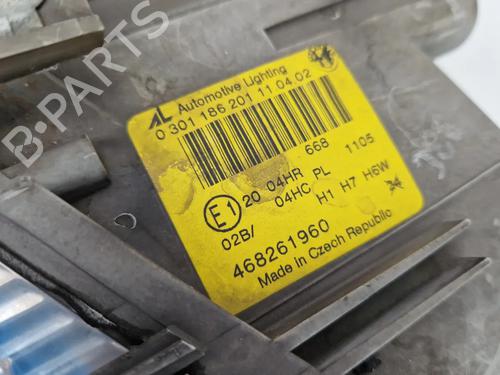 AL Automotive Lighting
0 301 186 201 11 04 02
668 1105
E1 20 04HR
02B/ 04HC PL H1 H7 H6W
468261960
Made in Czech Republic
B-PARTS